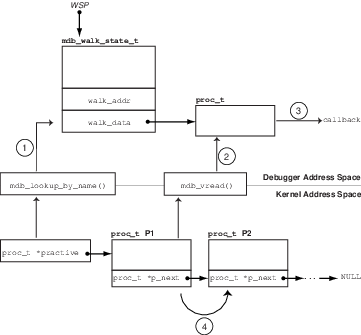 WSP
mdb_walk_state_t
walk_addr
walk_data
proc_t
3
callback
1
2
mdb_lookup_by_name()
mdb_vread()
Debugger Address Space
Kernel Address Space
proc_t P1
proc_t P2
proc_t *practive
proc_t *p_next
proc_t *p_next
...
NULL
4